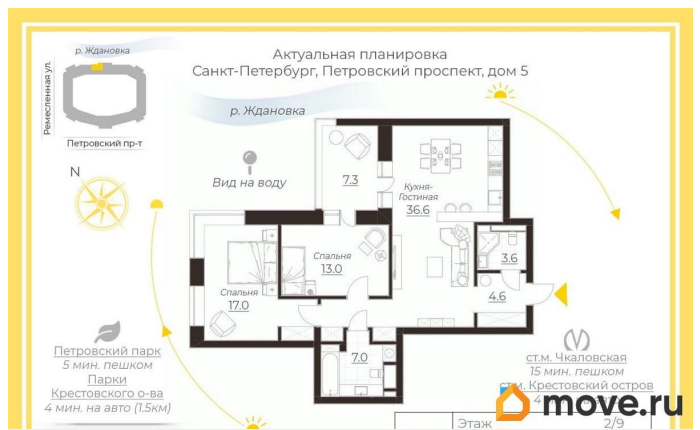 Актуальная планировка
Санкт-Петербург, Петровский проспект, дом 5
р. Ждановка
Ремесленная ул.
Петровский пр-т
р. Ждановка
N
Вид на воду
7.3
Кухня-
Гостиная
36.6
Спальня
13.0
3.6
Спальня
17.0
4.6
7.0
Петровский парк
5 мин. пешком
Парки
Крестовского о-ва
4 мин. на авто (1.5км)
ст.м. Чкаловская
15 мин. пешком
ст.м. Крестовский остров
4
move.ru
Этаж
2/9